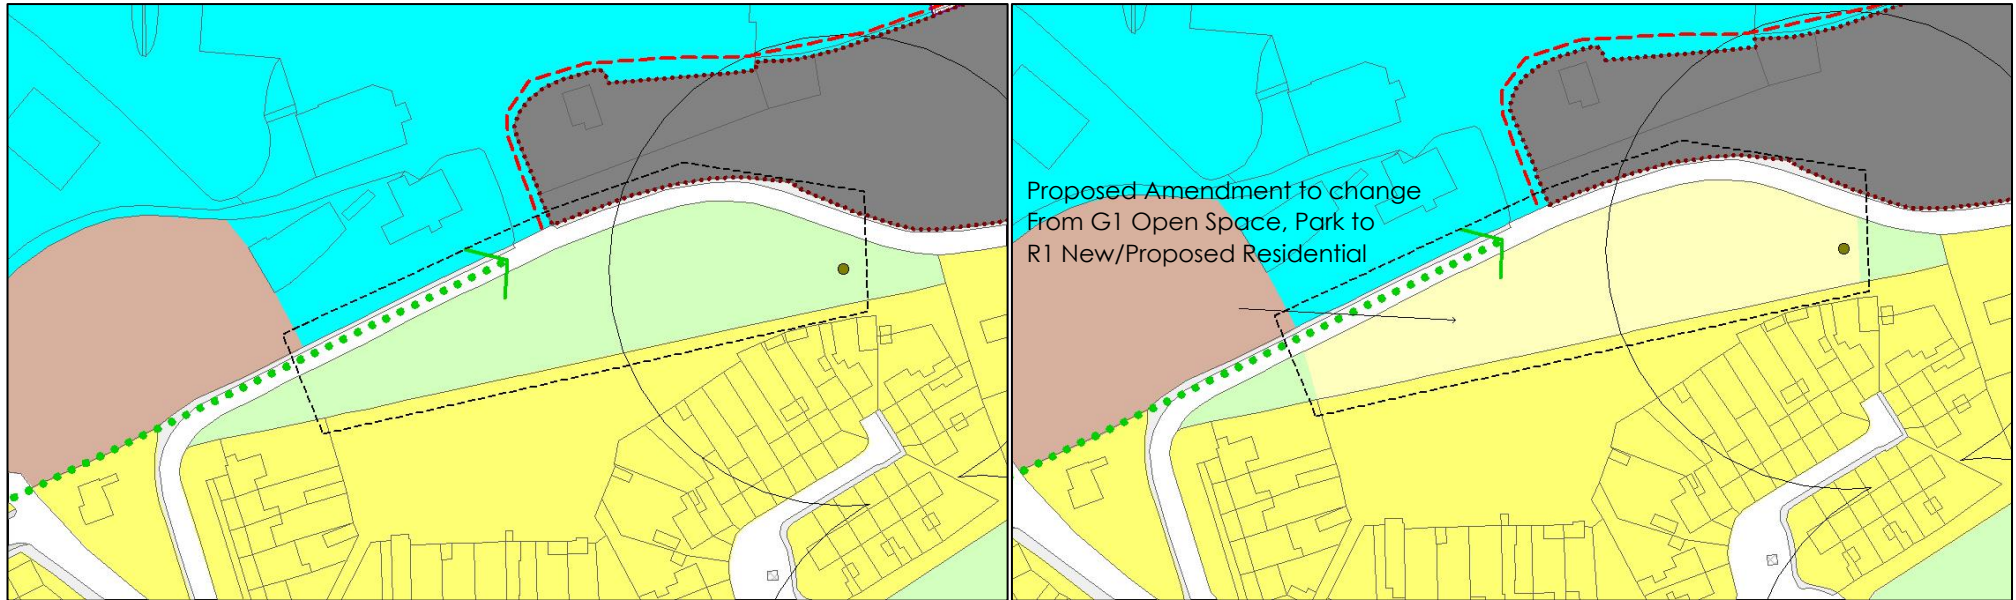 Proposed Amendment to change
From G1 Open Space, Park to
R1 New/Proposed Residential